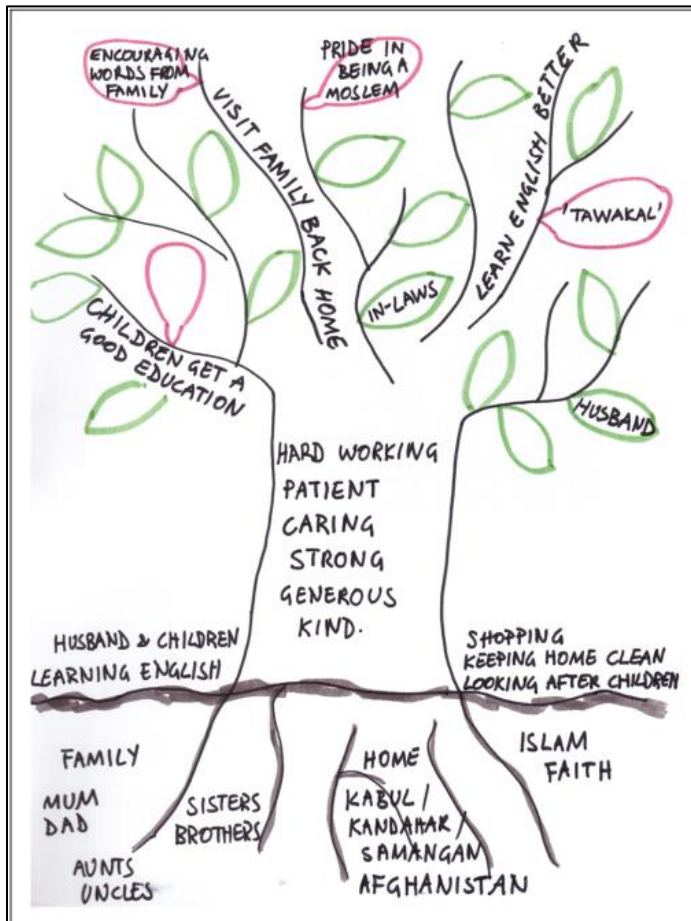 ENCOURAGING
WORDS FROM
FAMILY
VISIT FAMILY BACK HOME
PRIDE IN
BEING A
MOSLEM
LEARN ENGLISH BETTER
'TAWAKAL'
IN-LAWS
CHILDREN GET A
GOOD EDUCATION
HUSBAND
HARD WORKING
PATIENT
CARING
STRONG
GENEROUS
KIND.
HUSBAND & CHILDREN
LEARNING ENGLISH
SHOPPING
KEEPING HOME CLEAN
LOOKING AFTER CHILDREN
FAMILY
MUM
DAD
AUNTS
UNCLES
SISTERS
BROTHERS
HOME
KABUL/
KANDAHAR/
SAMANGAN
AFGHANISTAN
ISLAM
FAITH